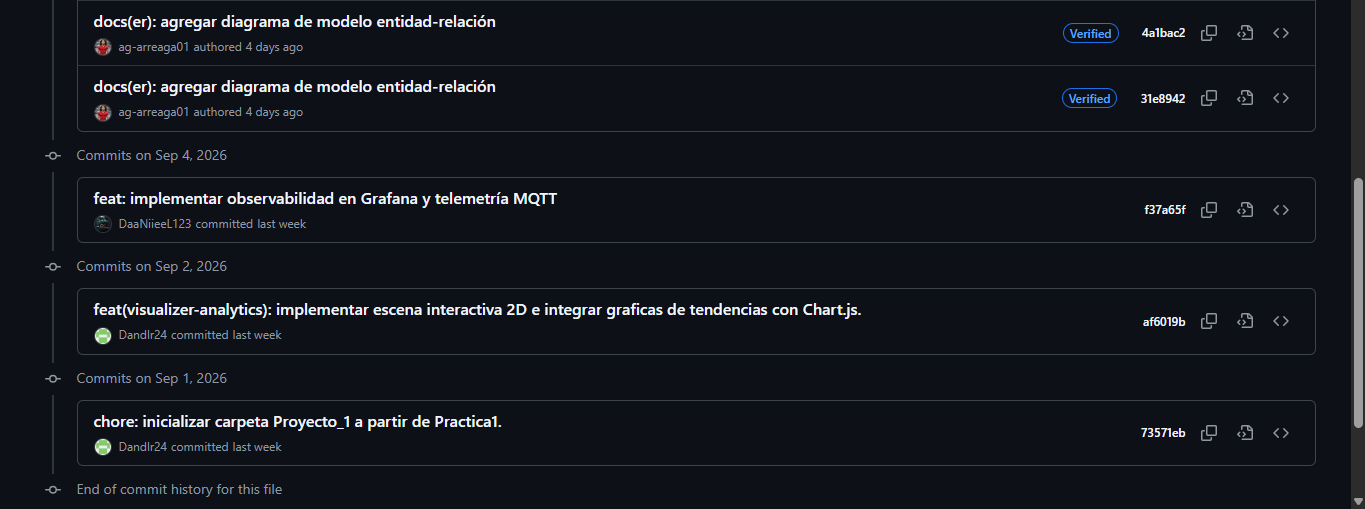 docs(er): agregar diagrama de modelo entidad-relación
ag-arreaga01 authored 4 days ago
Verified
4a1bac2
docs(er): agregar diagrama de modelo entidad-relación
ag-arreaga01 authored 4 days ago
Verified
31e8942
Commits on Sep 4, 2026
feat: implementar observabilidad en Grafana y telemetría MQTT
DaaNiieeL123 committed last week
f37a65f
Commits on Sep 2, 2026
feat(visualizer-analytics): implementar escena interactiva 2D e integrar graficas de tendencias con Chart.js.
Dandlr24 committed last week
af6019b
Commits on Sep 1, 2026
chore: inicializar carpeta Proyecto_1 a partir de Practica1.
Dandlr24 committed last week
73571eb
End of commit history for this file